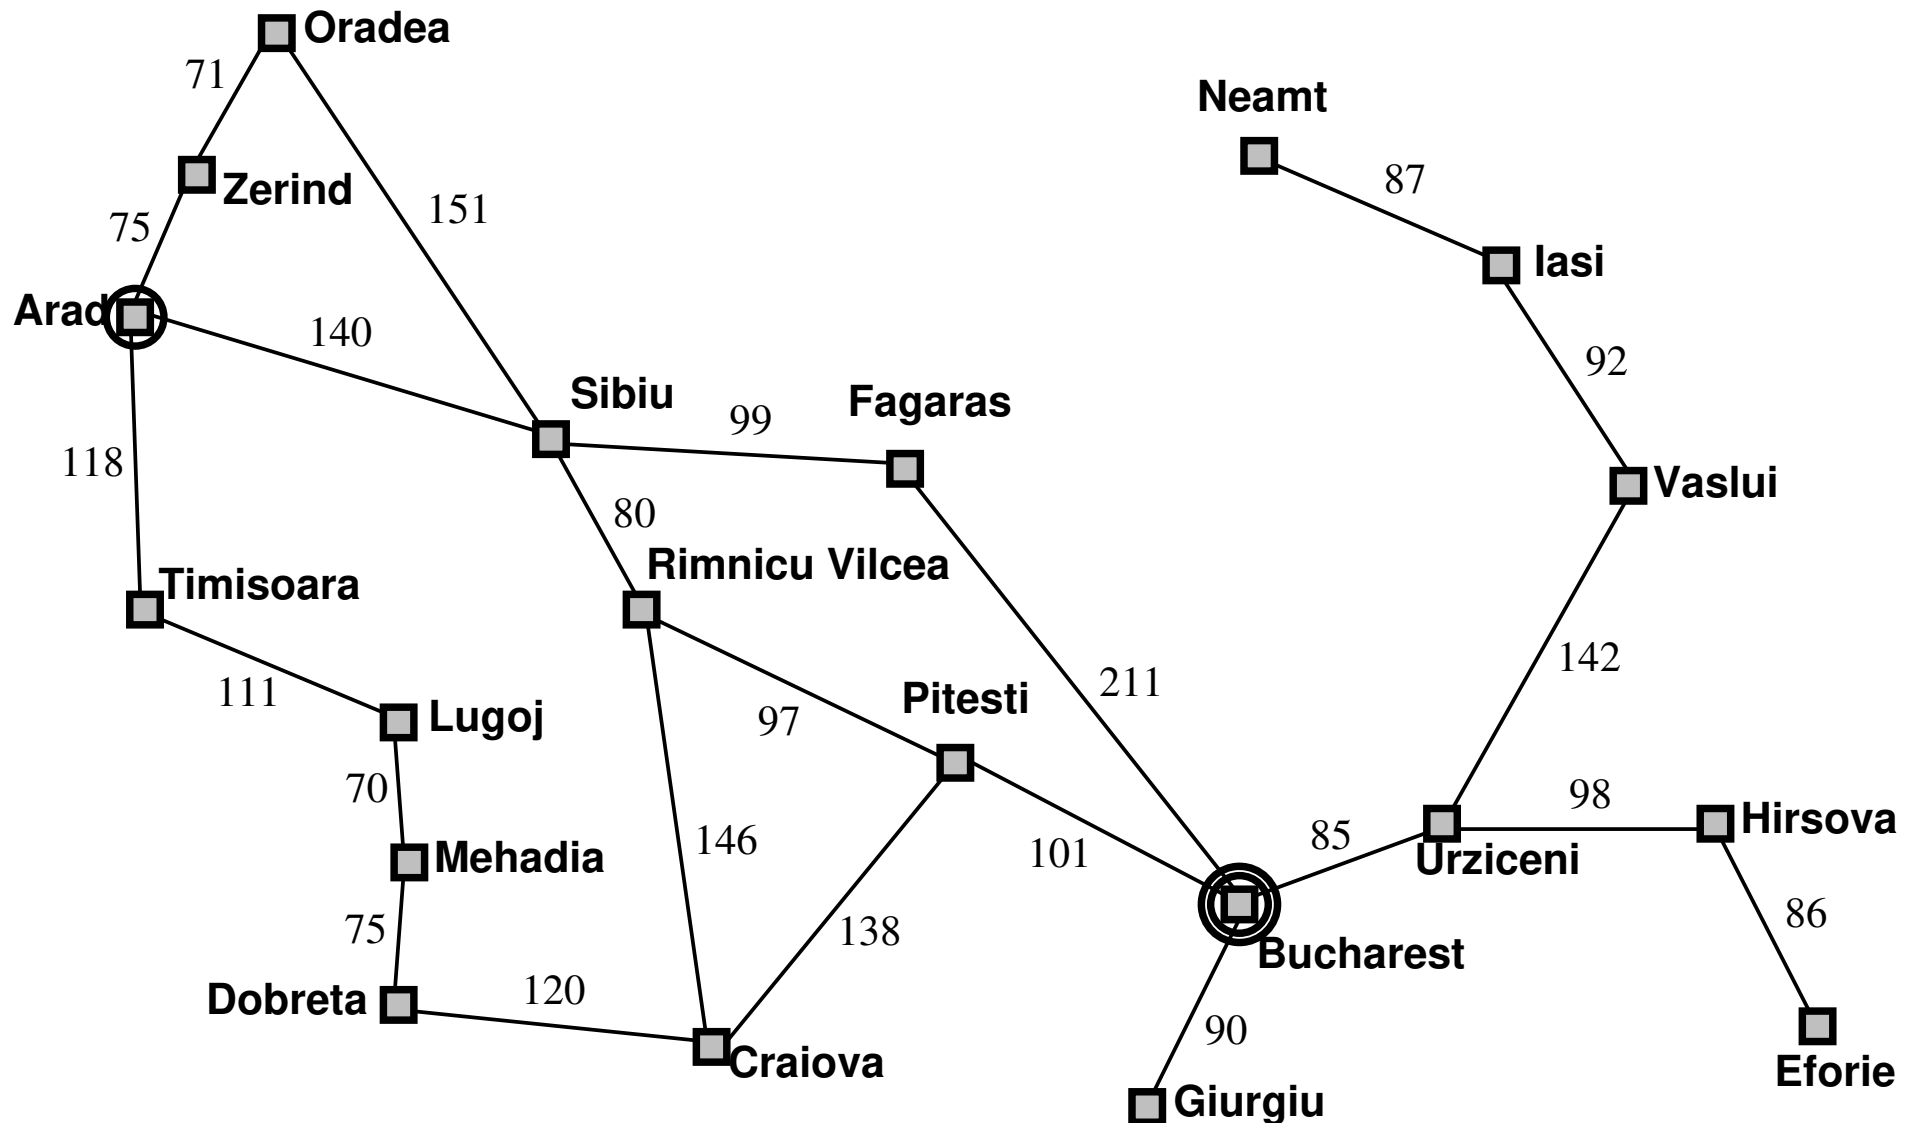 Oradea
71
Neamt
87
Zerind
151
75
Iasi
Arad
140
92
Sibiu
Fagaras
99
118
Vaslui
80
Rimnicu Vilcea
Timisoara
142
211
Pitesti
111
97
Lugoj
70
98
Hirsova
85
146
101
Urziceni
Mehadia
86
75
138
Bucharest
120
Dobreta
90
Craiova
Eforie
Giurgiu